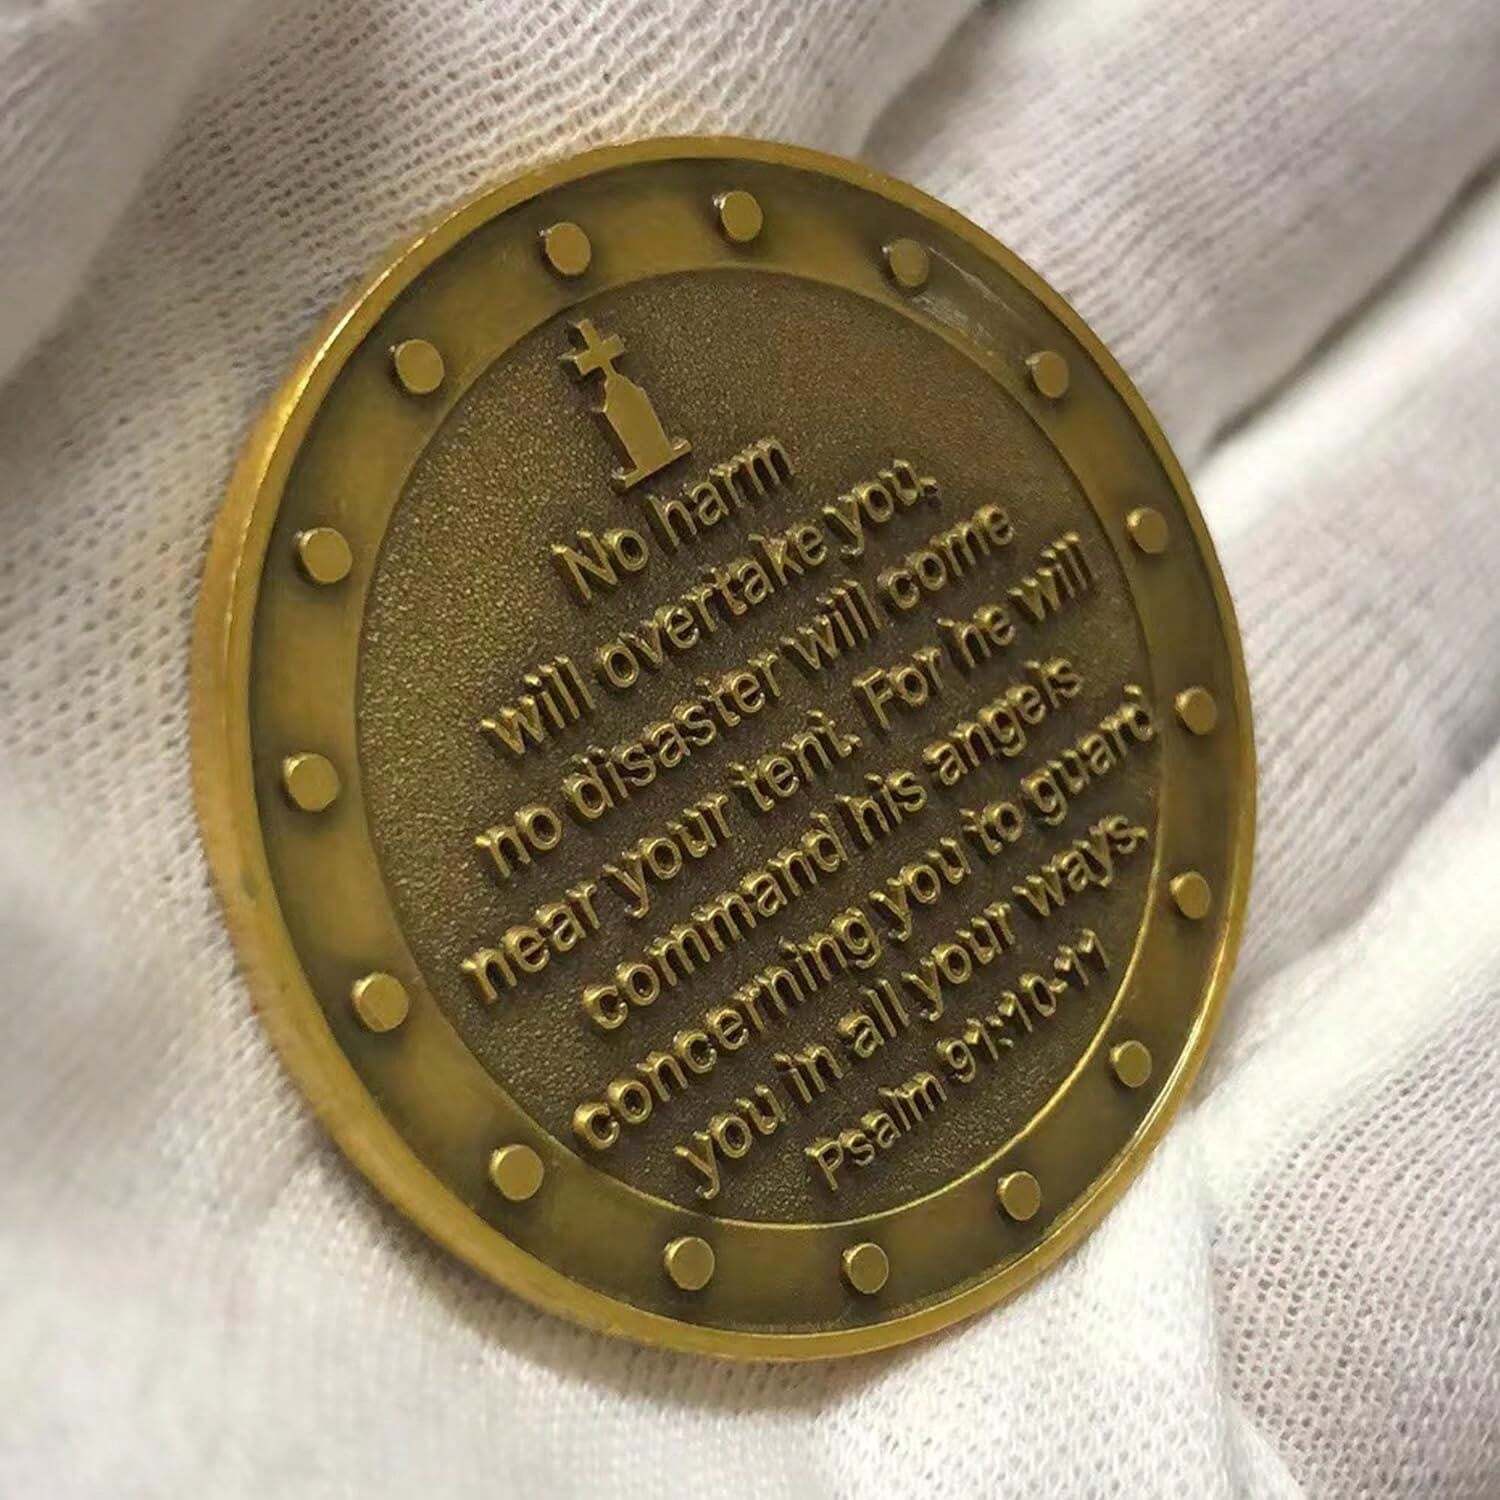 No harm
will overtake you,
no disaster will come
near your tent. For he will
command his angels
concerning you to guard
you in all your ways.
Psalm 91:10-11